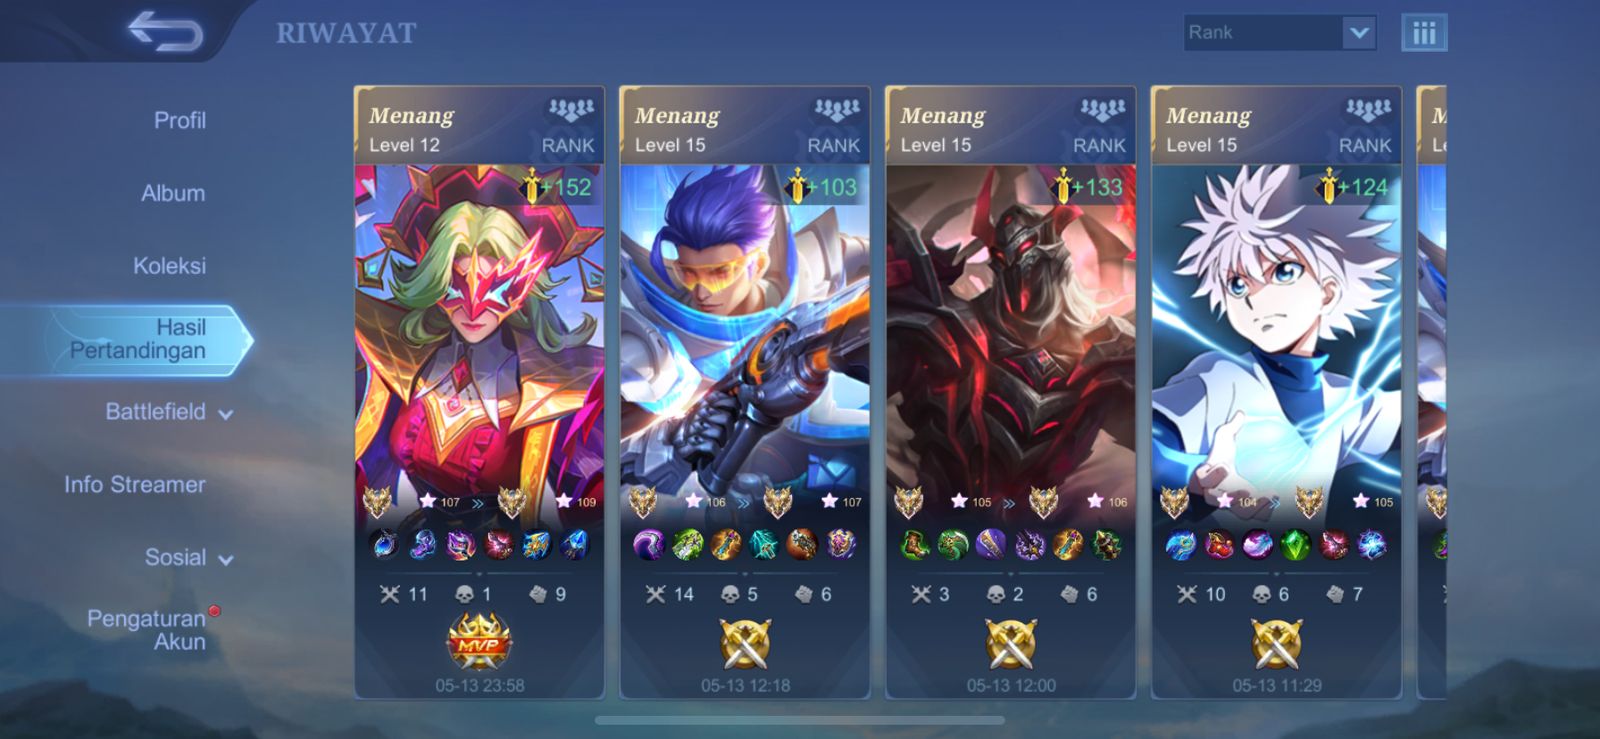 RIWAYAT
Rank
Profil
Album
Koleksi
Hasil
Pertandingan
Battlefield
Info Streamer
Sosial
Pengaturan
Akun
Menang
Level 12
RANK
+152
107
109
11
1
9
MVP
05-13 23:58
Menang
Level 15
RANK
+103
106
107
14
5
6
05-13 12:18
Menang
Level 15
RANK
+133
105
106
3
2
6
05-13 12:00
Menang
Level 15
RANK
+124
104
105
10
6
7
05-13 11:29